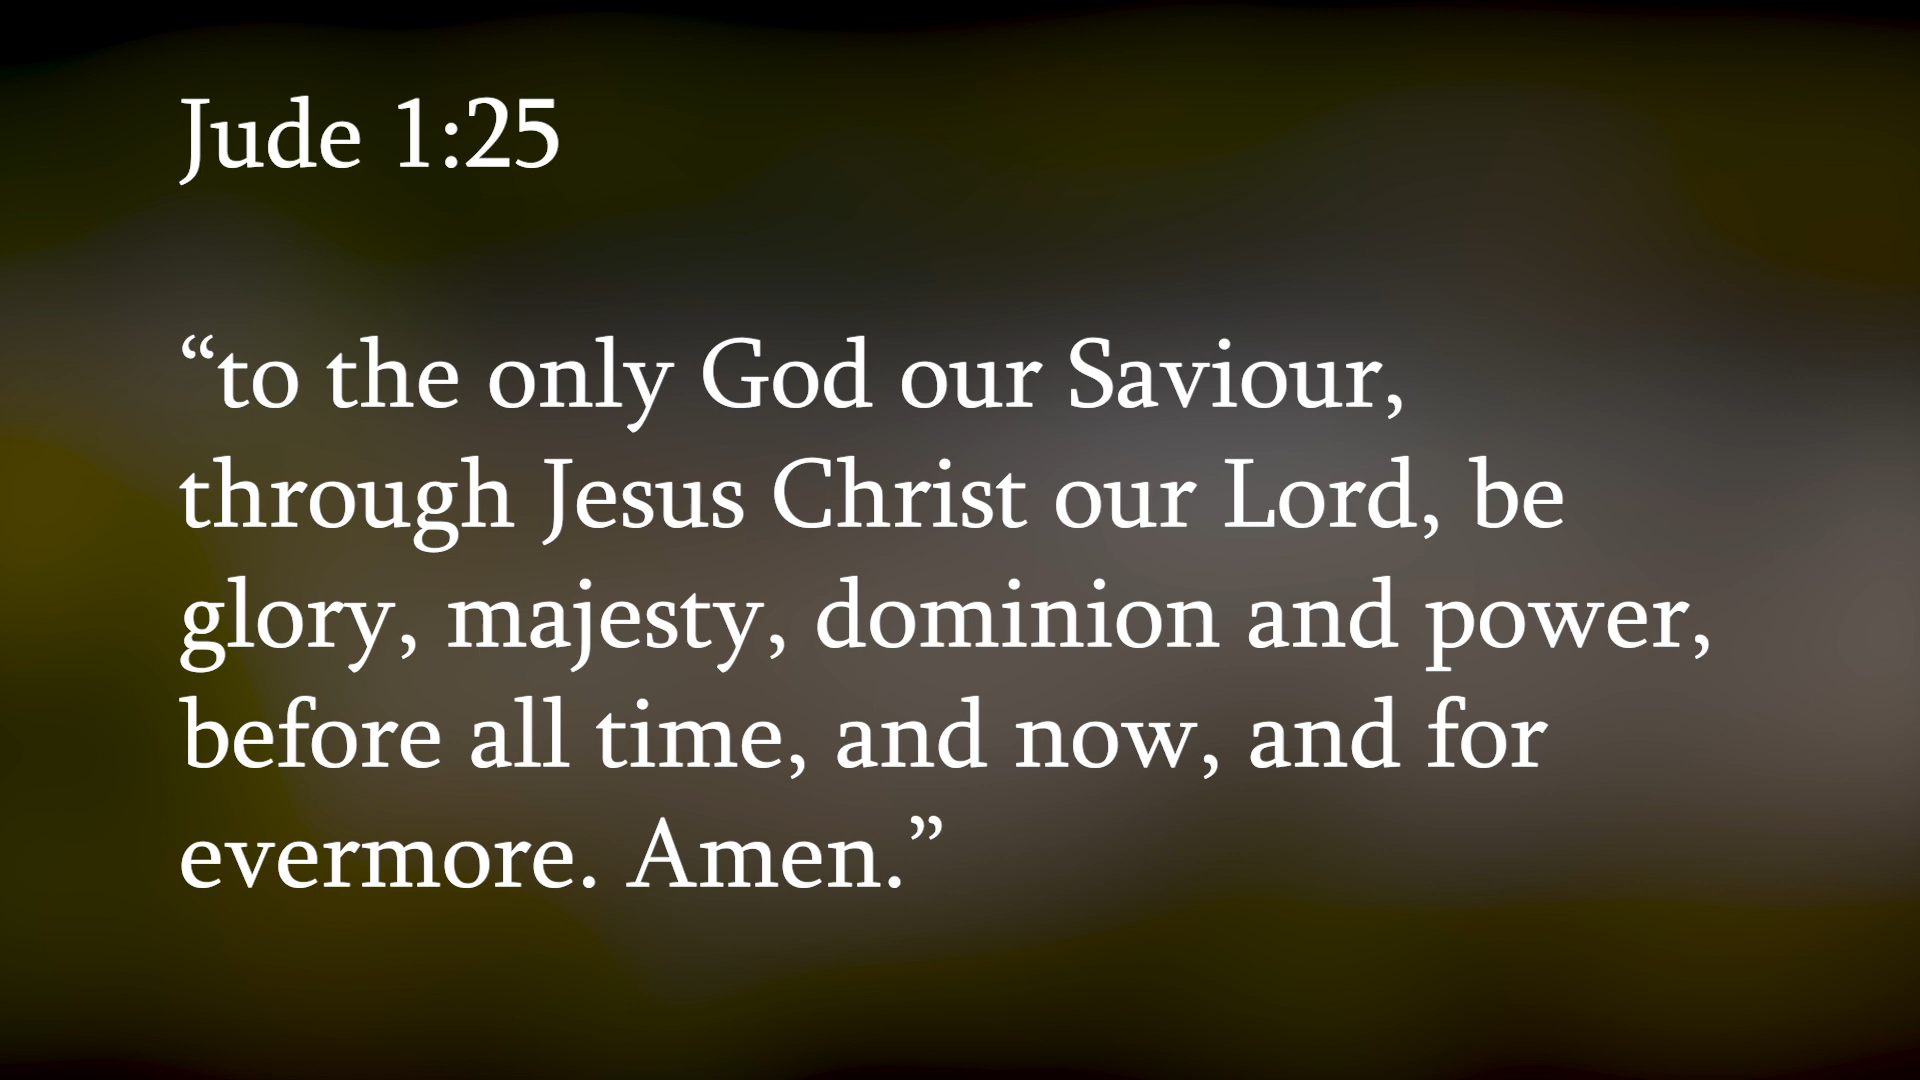 Jude 1:25
“to the only God our Saviour,
through Jesus Christ our Lord, be
glory, majesty, dominion and power,
before all time, and now, and for
evermore. Amen.”